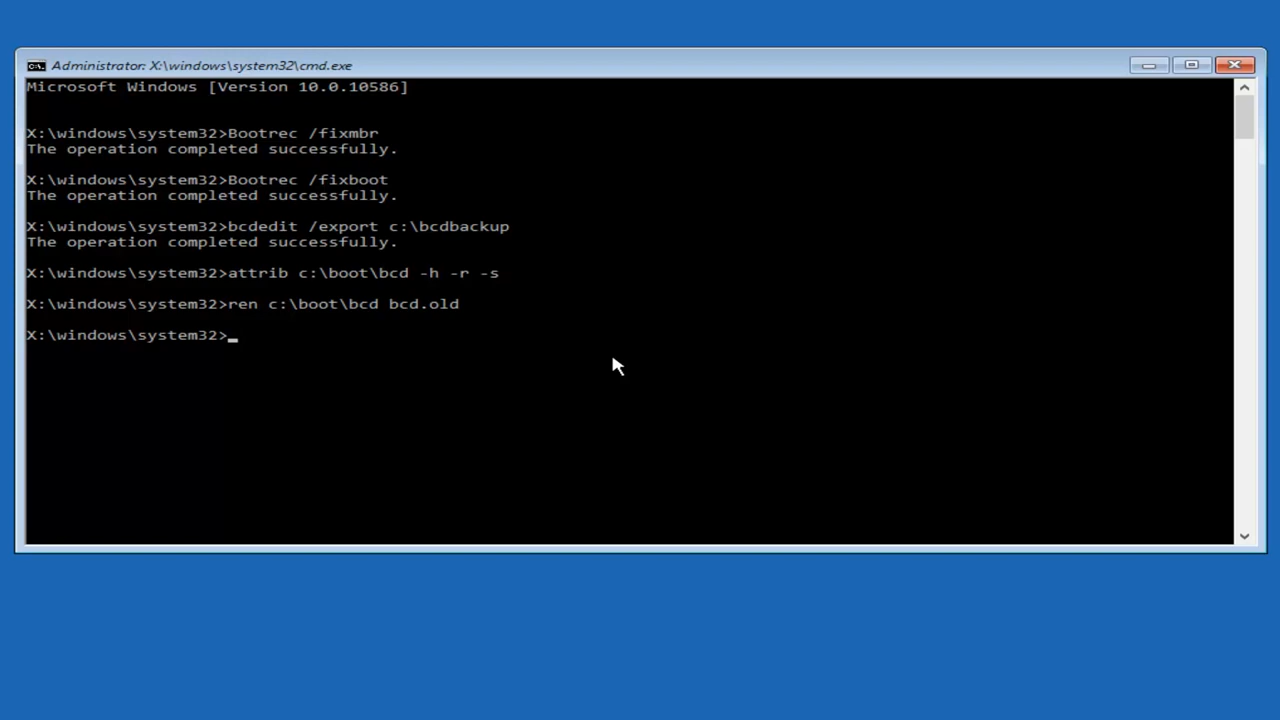 Administrator: X:\windows\system32\cmd.exe
Microsoft Windows [Version 10.0.10586]
X:\windows\system32>Bootrec /fixmbr
The operation completed successfully.
X:\windows\system32>Bootrec /fixboot
The operation completed successfully.
X:\windows\system32>bcdedit /export c:\bcdbackup
The operation completed successfully.
X:\windows\system32>attrib c:\boot\bcd -h -r -s
X:\windows\system32>ren c:\boot\bcd bcd.old
X:\windows\system32>